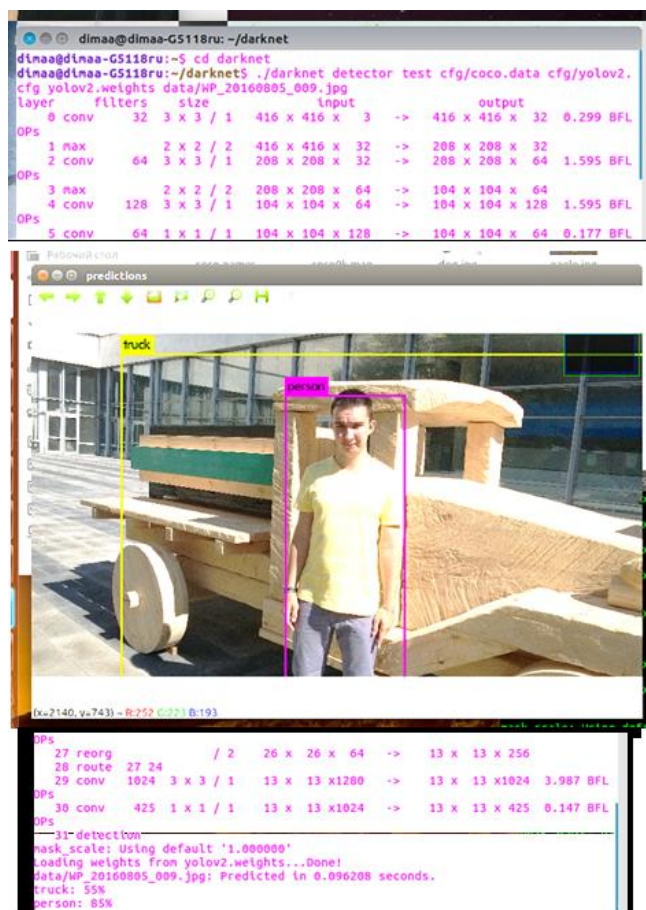 dimaa@dimaa-G5118ru: ~/darknet
dimaa@dimaa-G5118ru:~$ cd darknet
dimaa@dimaa-G5118ru:~/darknet$ ./darknet detector test cfg/coco.data cfg/yolov2.
cfg yolov2.weights data/WP_20160805_009.jpg
layer     filters    size              input                output
    0 conv     32  3 x 3 / 1   416 x 416 x   3   ->   416 x 416 x  32  0.299 BFL
OPs
    1 max          2 x 2 / 2   416 x 416 x  32   ->   208 x 208 x  32
    2 conv     64  3 x 3 / 1   208 x 208 x  32   ->   208 x 208 x  64  1.595 BFL
OPs
    3 max          2 x 2 / 2   208 x 208 x  64   ->   104 x 104 x  64
    4 conv    128  3 x 3 / 1   104 x 104 x  64   ->   104 x 104 x 128  1.595 BFL
OPs
    5 conv     64  1 x 1 / 1   104 x 104 x 128   ->   104 x 104 x  64  0.177 BFL
Рабочий стол
predictions
truck
person
(x=2140, y=743) ~ R:252 G:223 B:193
OPs
   27 reorg              / 2    26 x  26 x  64   ->    13 x  13 x 256
   28 route  27 24
   29 conv   1024  3 x 3 / 1    13 x  13 x1280   ->    13 x  13 x1024  3.987 BFL
OPs
   30 conv    425  1 x 1 / 1    13 x  13 x1024   ->    13 x  13 x 425  0.147 BFL
OPs
   31 detection
mask_scale: Using default '1.000000'
Loading weights from yolov2.weights...Done!
data/WP_20160805_009.jpg: Predicted in 0.096208 seconds.
truck: 55%
person: 85%